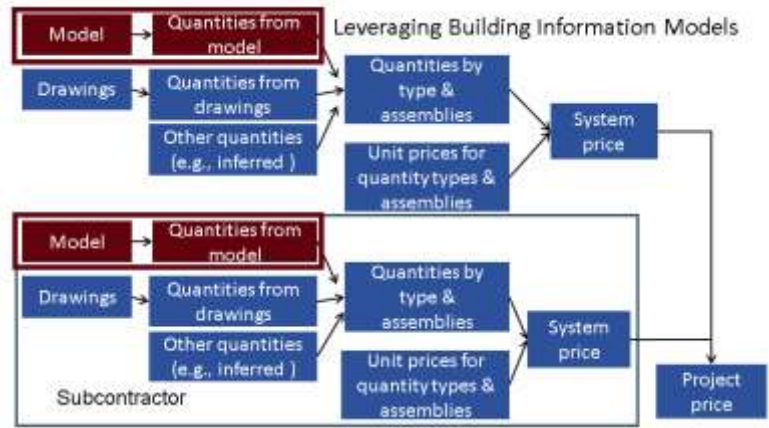 Leveraging Building Information Models
Model
Quantities from
model
Drawings
Quantities from
drawings
Other quantities
(e.g., inferred )
Quantities by
type &
assemblies
Unit prices for
quantity types &
assemblies
System
price
Model
Quantities from
model
Drawings
Quantities from
drawings
Other quantities
(e.g., inferred )
Quantities by
type &
assemblies
Unit prices for
quantity types &
assemblies
System
price
Subcontractor
Project
price